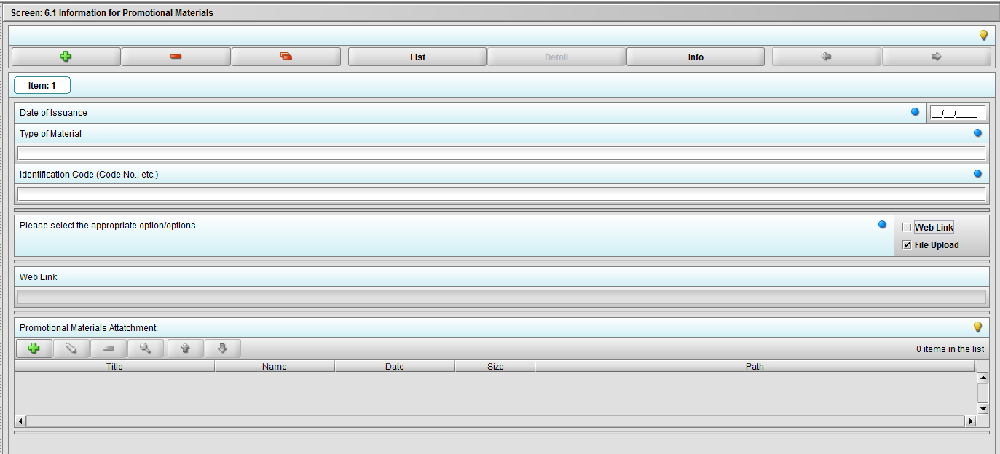 Screen: 6.1 Information for Promotional Materials
List Detail Info
Item: 1
Date of Issuance __/__/____
Type of Material
Identification Code (Code No., etc.)
Please select the appropriate option/options.
Web Link
File Upload
Web Link
Promotional Materials Attatchment:
0 items in the list
Title Name Date Size Path